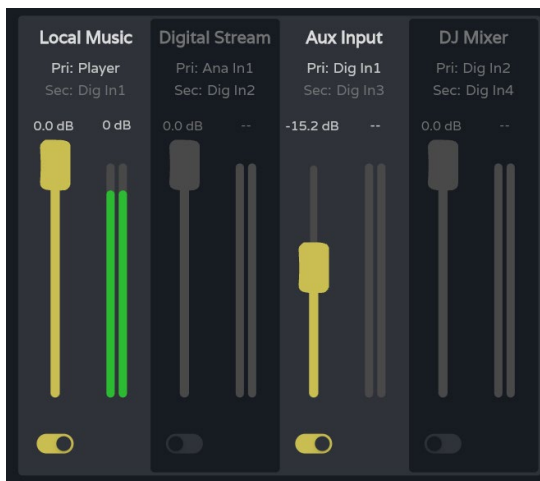 Local Music
Pri: Player
Sec: Dig In1
0.0 dB 0 dB
Digital Stream
Pri: Ana In1
Sec: Dig In2
0.0 dB --
Aux Input
Pri: Dig In1
Sec: Dig In3
-15.2 dB --
DJ Mixer
Pri: Dig In2
Sec: Dig In4
0.0 dB --